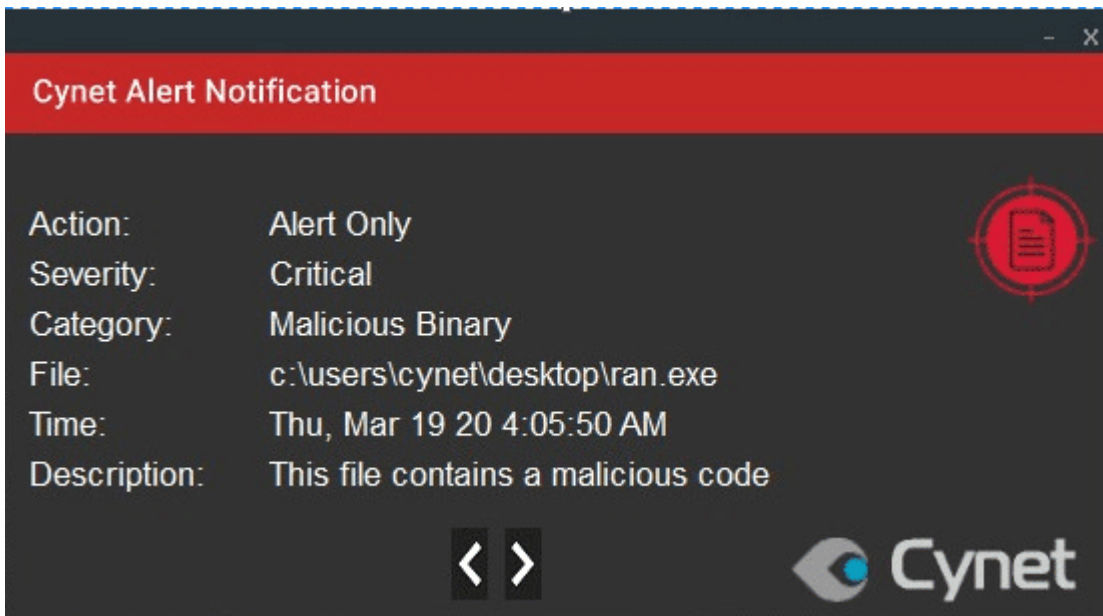 Cynet Alert Notification
Action: Alert Only
Severity: Critical
Category: Malicious Binary
File: c:\users\cynet\desktop\ran.exe
Time: Thu, Mar 19 20 4:05:50 AM
Description: This file contains a malicious code
Cynet